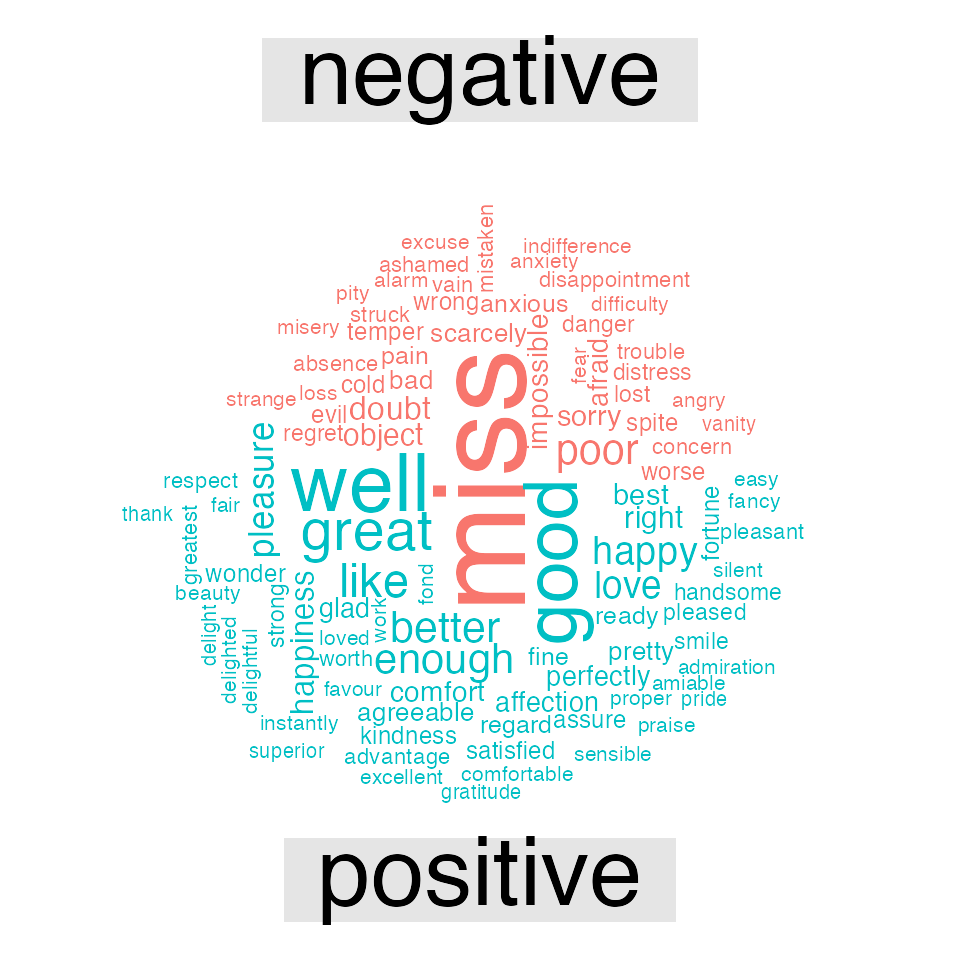 negative
mistaken
excuse
indifference
ashamed
anxiety
alarm
vain
disappointment
pity
wrong
anxious
difficulty
struck
misery
temper
scarcely
impossible
danger
absence
pain
fear
afraid
trouble
distress
strange
loss
cold
bad
miss
lost
angry
evil
doubt
sorry
spite
vanity
regret
object
poor
concern
worse
pleasure
well
respect
easy
thank
fair
best
fancy
greatest
great
good
right
fortune
pleasant
wonder
like
fond
happy
silent
beauty
love
handsome
strong
happiness
glad
work
ready
pleased
delight
delighted
delightful
loved
better
smile
worth
enough
fine
pretty
admiration
favour
comfort
perfectly
amiable
instantly
agreeable
affection
proper
pride
kindness
regard
assure
praise
superior
advantage
satisfied
sensible
excellent
comfortable
gratitude
positive